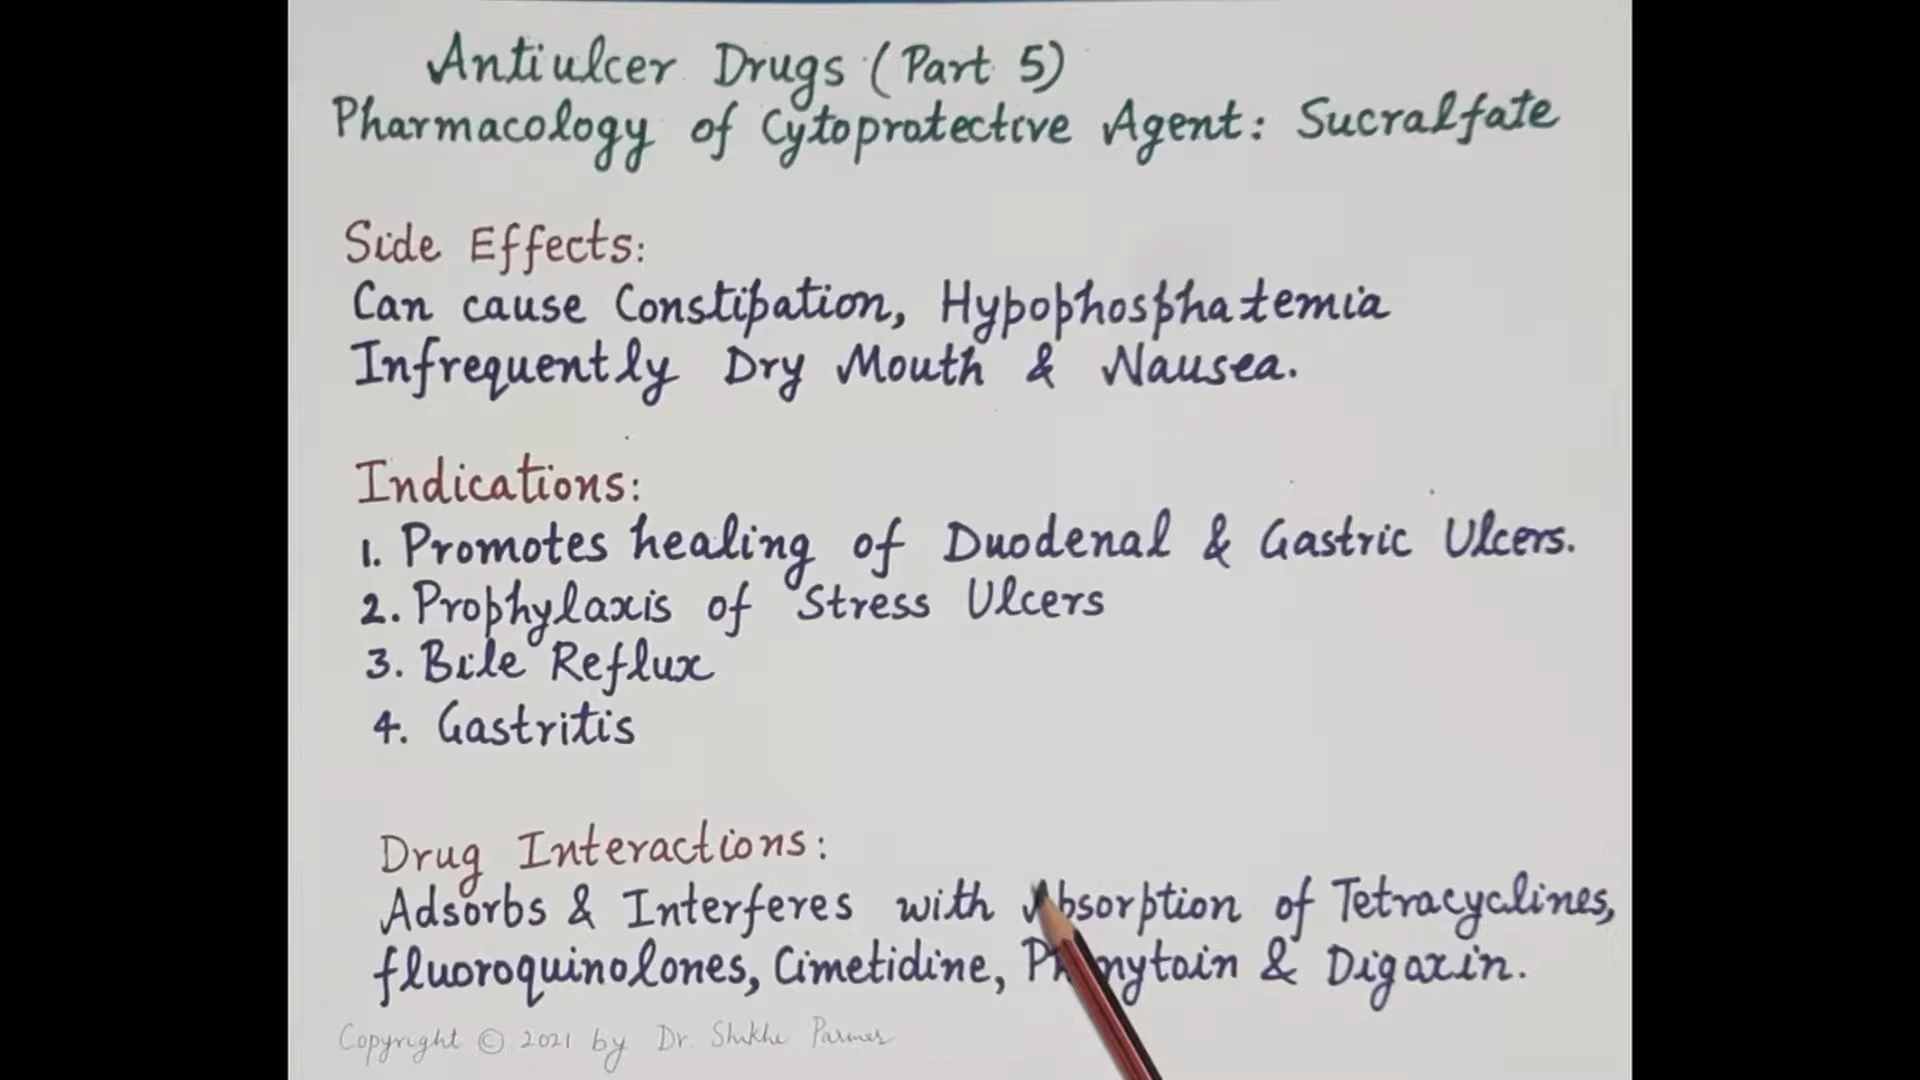 Antiulcer Drugs (Part 5)
Pharmacology of Cytoprotective Agent: Sucralfate
Side Effects:
Can cause Constipation, Hypophosphatemia
Infrequently Dry Mouth & Nausea.
Indications:
1. Promotes healing of Duodenal & Gastric Ulcers.
2. Prophylaxis of Stress Ulcers
3. Bile Reflux
4. Gastritis
Drug Interactions:
Adsorbs & Interferes with Absorption of Tetracyclines,
fluoroquinolones, Cimetidine, Phenytoin & Digoxin.
Copyright © 2021 by Dr. Shikha Parmar